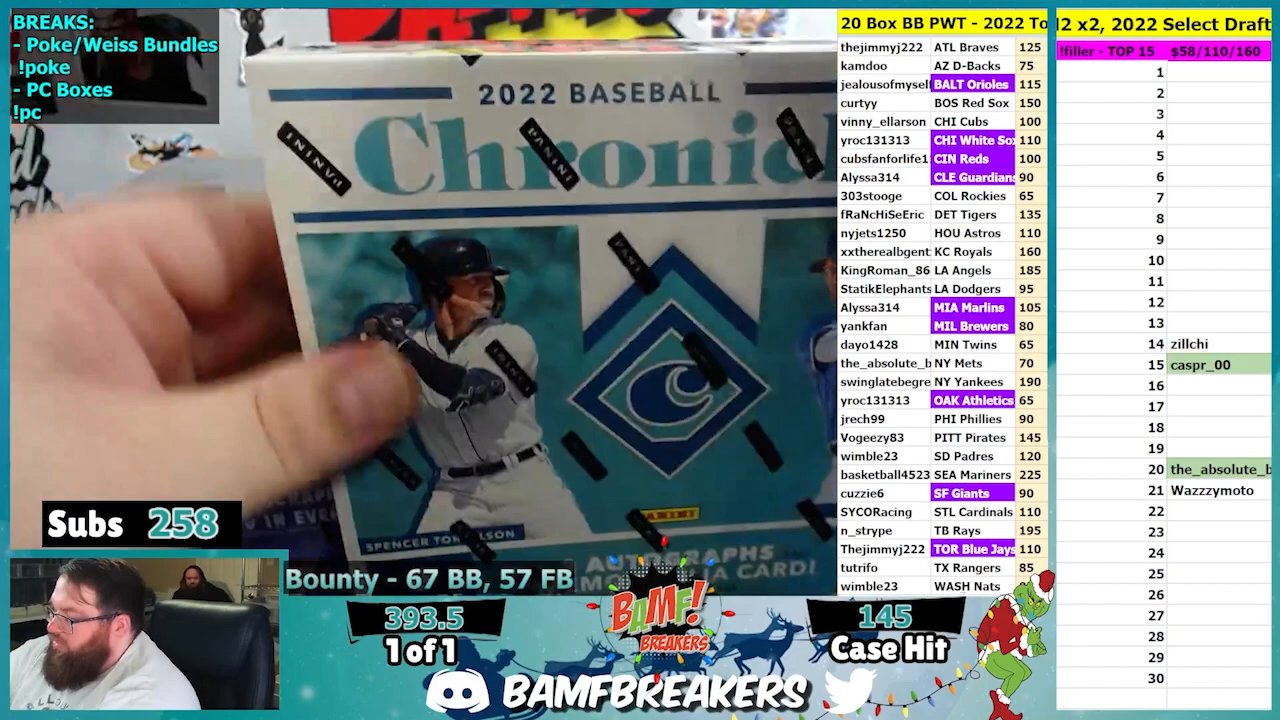 BREAKS:
- Poke/Weiss Bundles
!poke
- PC Boxes
!pc
2022 BASEBALL
Chronic
PANINI
PANINI
SPENCER TOR
LSON
AUTOGRAPHS
Subs 258
Bounty - 67 BB, 57 FB
393.5
1 of 1
BAMF!
BREAKERS
145
Case Hit
BAMFBREAKERS
20 Box BB PWT - 2022 To
thejimmyj222 ATL Braves 125
kamdoo AZ D-Backs 75
jealousofmysel BALT Orioles 115
curtyy BOS Red Sox 150
vinny_ellarson CHI Cubs 100
yroc131313 CHI White So 110
cubsfanforlife1 CIN Reds 100
Alyssa314 CLE Guardians 90
303stooge COL Rockies 65
fRaNcHiSeEric DET Tigers 135
nyjets1250 HOU Astros 110
xxtherealbgent KC Royals 160
KingRoman_86 LA Angels 185
StatikElephants LA Dodgers 95
Alyssa314 MIA Marlins 105
yankfan MIL Brewers 80
dayo1428 MIN Twins 65
the_absolute_b NY Mets 70
swinglatebegre NY Yankees 190
yroc131313 OAK Athletics 65
jrech99 PHI Phillies 90
Vogeezy83 PITT Pirates 145
wimble23 SD Padres 120
basketball4523 SEA Mariners 225
cuzzie6 SF Giants 90
SYCORacing STL Cardinals 110
n_strype TB Rays 195
Thejimmyj222 TOR Blue Jays 110
tutrifo TX Rangers 85
wimble23 WASH Nats
l2 x2, 2022 Select Draft
!filler - TOP 15 $58/110/160
1
2
3
4
5
6
7
8
9
10
11
12
13
14 zillchi
15 caspr_00
16
17
18
19
20 the_absolute_b
21 Wazzzymoto
22
23
24
25
26
27
28
29
30